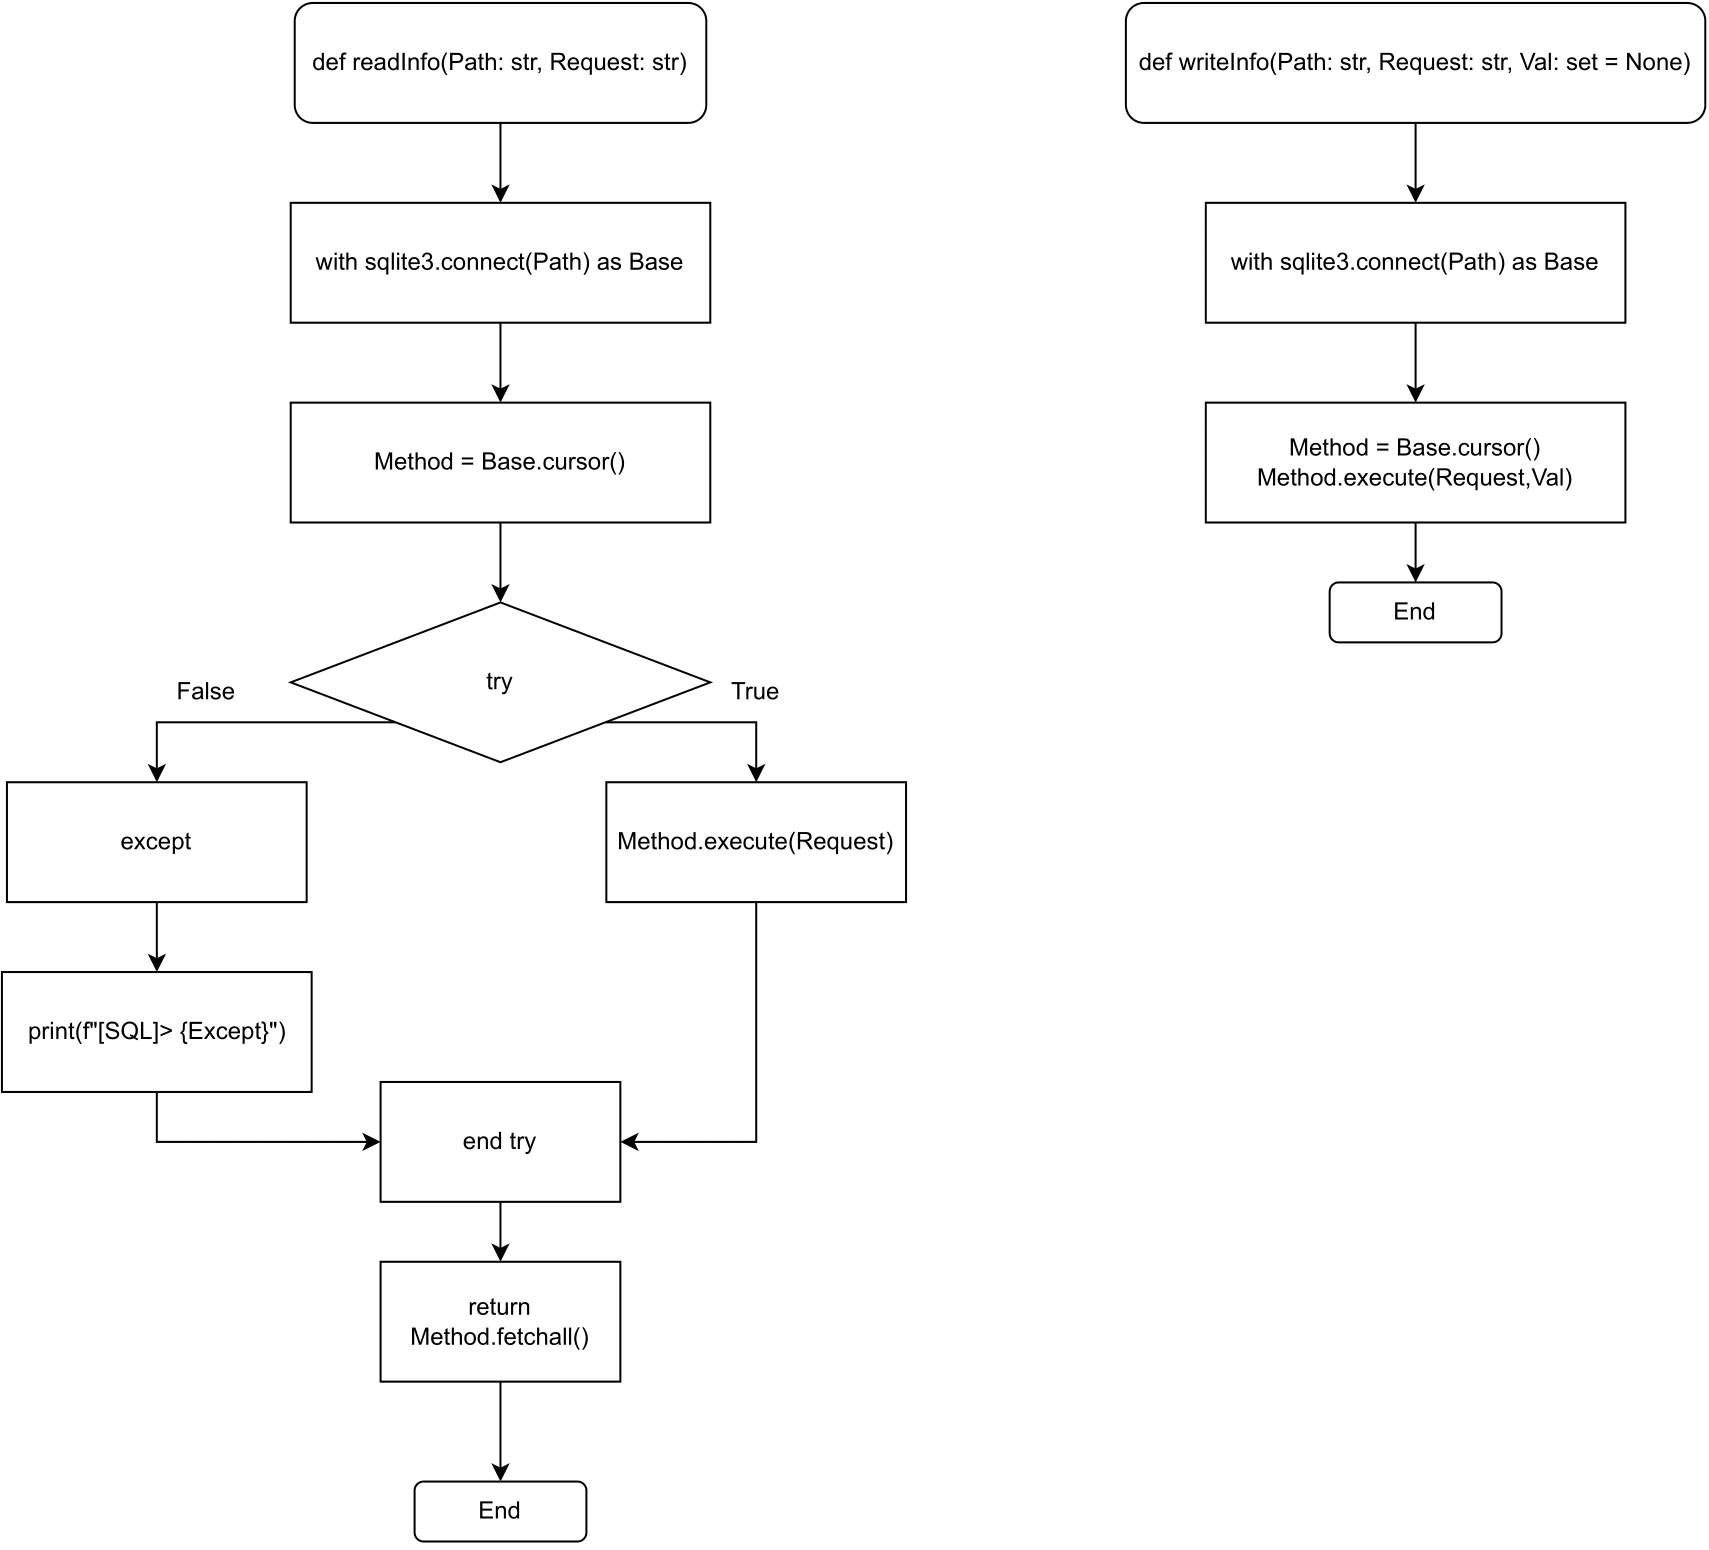 def readInfo(Path: str, Request: str)
with sqlite3.connect(Path) as Base
Method = Base.cursor()
try
False
True
except
Method.execute(Request)
print(f"[SQL]> {Except}")
end try
return
Method.fetchall()
End
def writeInfo(Path: str, Request: str, Val: set = None)
with sqlite3.connect(Path) as Base
Method = Base.cursor()
Method.execute(Request,Val)
End